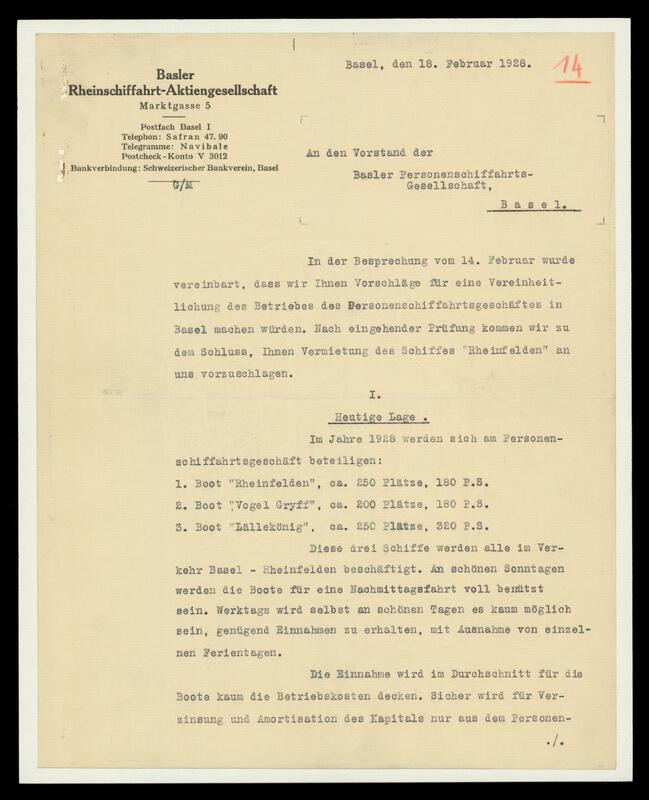 Basel, den 18. Februar 1928.
14
Basler
Rheinschiffahrt-Aktiengesellschaft
Marktgasse 5
Postfach Basel I
Telephon: Safran 47.90
Telegramme: Navibale
Postcheck-Konto V 3012
Bankverbindung: Schweizerischer Bankverein, Basel
G/M
An den Vorstand der
Basler Personenschiffahrts-
Gesellschaft,
Basel.
In der Besprechung vom 14. Februar wurde
vereinbart, dass wir Ihnen Vorschläge für eine Vereinheit-
lichung des Betriebes des Personenschiffahrtsgeschäftes in
Basel machen würden. Nach eingehender Prüfung kommen wir zu
dem Schluss, Ihnen Vermietung des Schiffes "Rheinfelden" an
uns vorzuschlagen.
I.
Heutige Lage.
Im Jahre 1928 werden sich am Personen-
schiffahrtsgeschäft beteiligen:
1. Boot "Rheinfelden", ca. 250 Plätze, 180 P.S.
2. Boot "Vogel Gryff", ca. 200 Plätze, 180 P.S.
3. Boot "Lällekönig", ca. 250 Plätze, 320 P.S.
Diese drei Schiffe werden alle im Ver-
kehr Basel - Rheinfelden beschäftigt. An schönen Sonntagen
werden die Boote für eine Nachmittagsfahrt voll benützt
sein. Werktags wird selbst an schönen Tagen es kaum möglich
sein, genügend Einnahmen zu erhalten, mit Ausnahme von einzel-
nen Ferientagen.
Die Einnahme wird im Durchschnitt für die
Boote kaum die Betriebskosten decken. Sicher wird für Ver-
zinsung und Amortisation des Kapitals nur aus dem Personen-
./.